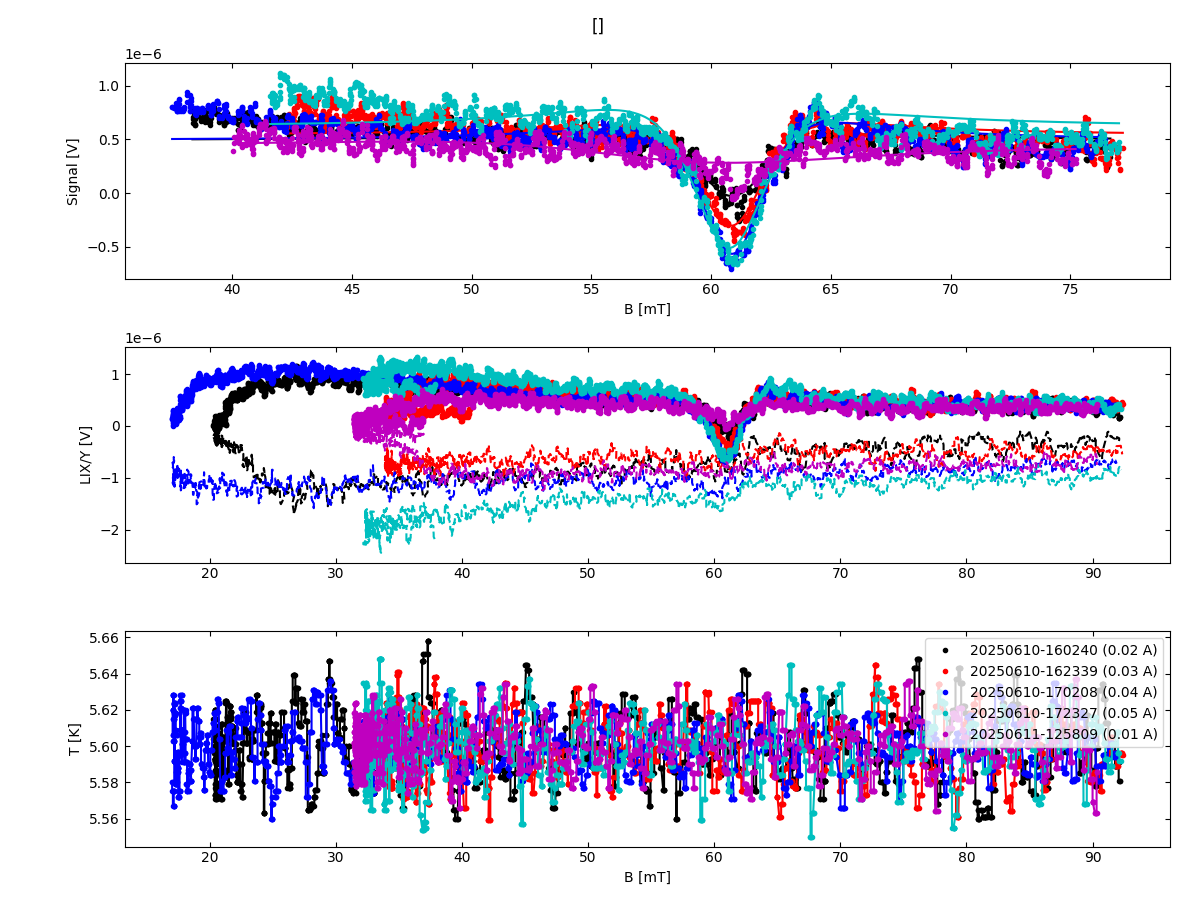 []
1e−6
1.0
0.5
0.0
−0.5
Signal [V]
40 45 50 55 60 65 70 75
B [mT]
1e−6
1
0
−1
−2
LIX/Y [V]
20 30 40 50 60 70 80 90
5.66
5.64
5.62
5.60
5.58
5.56
T [K]
20250610-160240 (0.02 A)
20250610-162339 (0.03 A)
20250610-170208 (0.04 A)
20250610-172327 (0.05 A)
20250611-125809 (0.01 A)
20 30 40 50 60 70 80 90
B [mT]